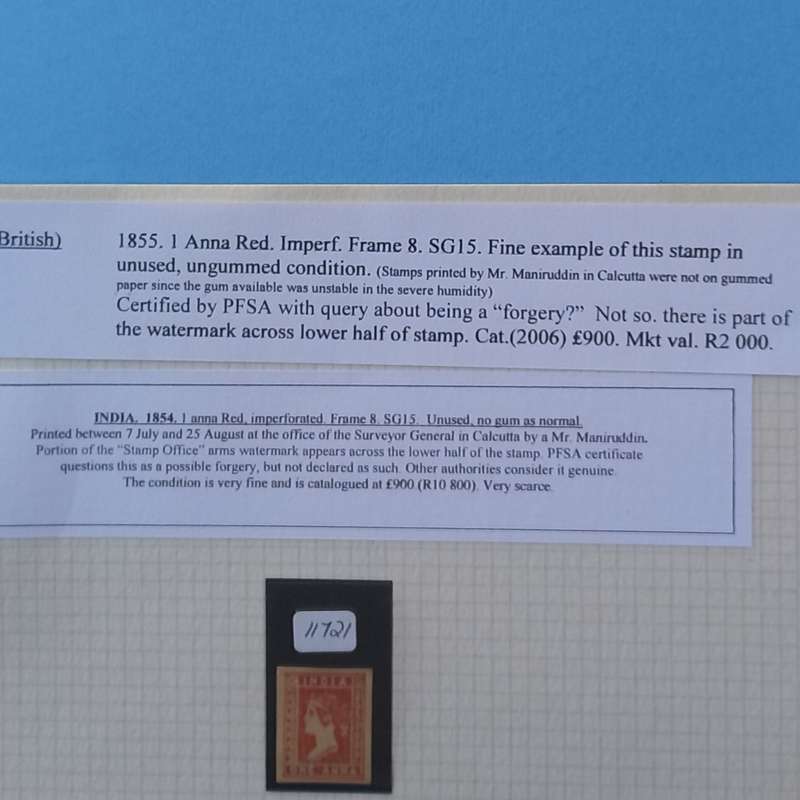 British)
1855. 1 Anna Red. Imperf. Frame 8. SG15. Fine example of this stamp in
unused, ungummed condition. (Stamps printed by Mr. Maniruddin in Calcutta were not on gummed
paper since the gum available was unstable in the severe humidity)
Certified by PFSA with query about being a “forgery?” Not so. there is part of
the watermark across lower half of stamp. Cat.(2006) £900. Mkt val. R2 000.
INDIA. 1854. 1 anna Red, imperforated. Frame 8. SG15. Unused, no gum as normal.
Printed between 7 July and 25 August at the office of the Surveyor General in Calcutta by a Mr. Maniruddin.
Portion of the “Stamp Office” arms watermark appears across the lower half of the stamp. PFSA certificate
questions this as a possible forgery, but not declared as such. Other authorities consider it genuine.
The condition is very fine and is catalogued at £900 (R10 800). Very scarce.
11721
INDIA
ONE ANNA